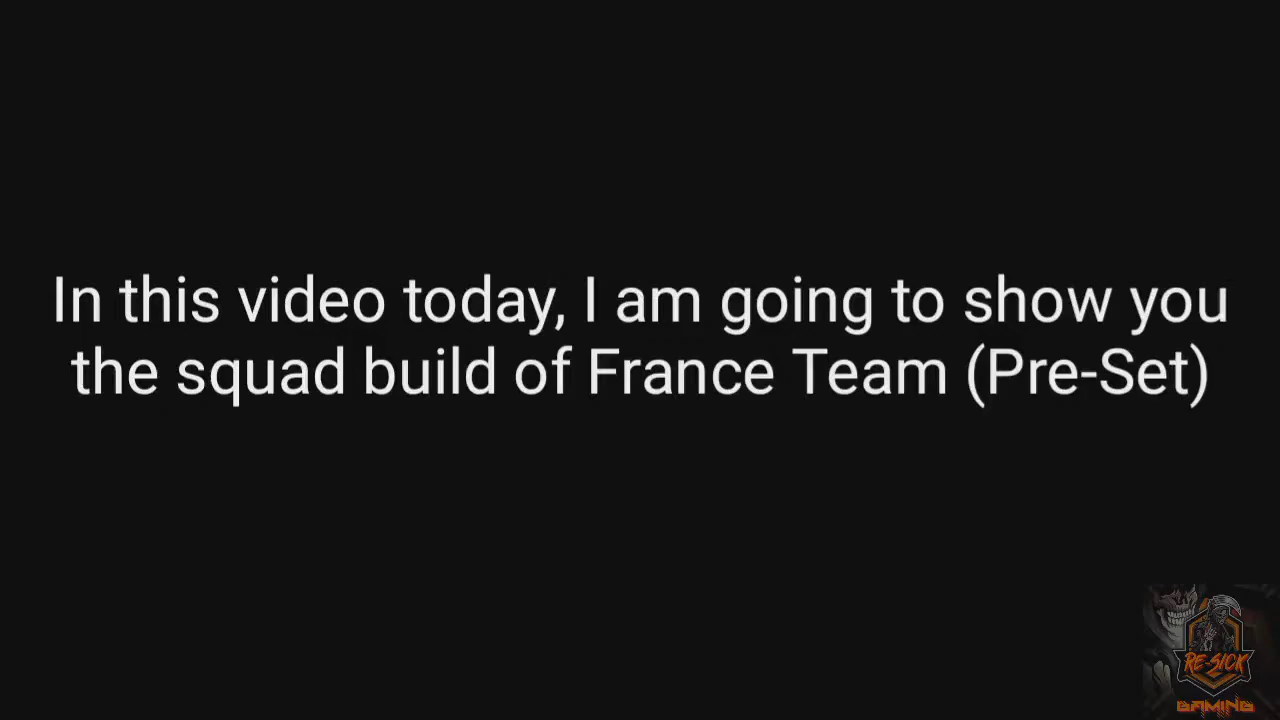 In this video today, I am going to show you
the squad build of France Team (Pre-Set)
RE-SICK
GAMING